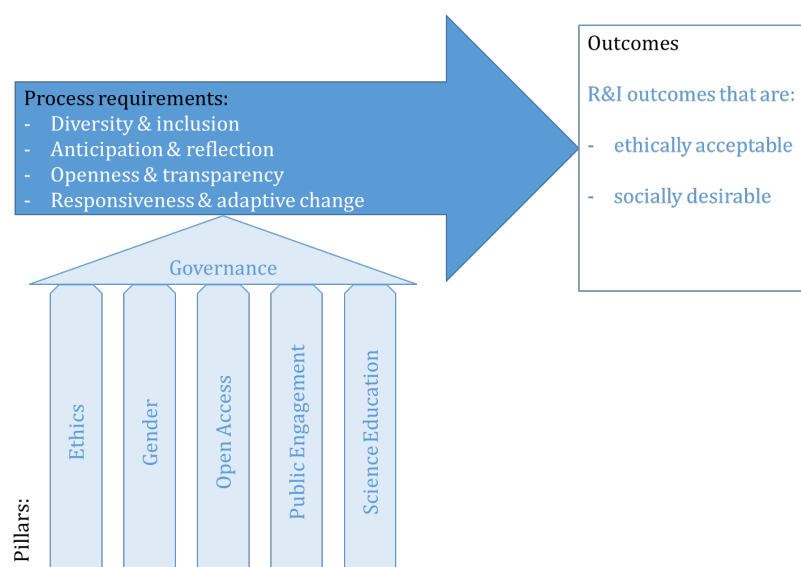 Process requirements:
- Diversity & inclusion
- Anticipation & reflection
- Openness & transparency
- Responsiveness & adaptive change
Outcomes
R&I outcomes that are:
- ethically acceptable
- socially desirable
Governance
Pillars:
Ethics
Gender
Open Access
Public Engagement
Science Education